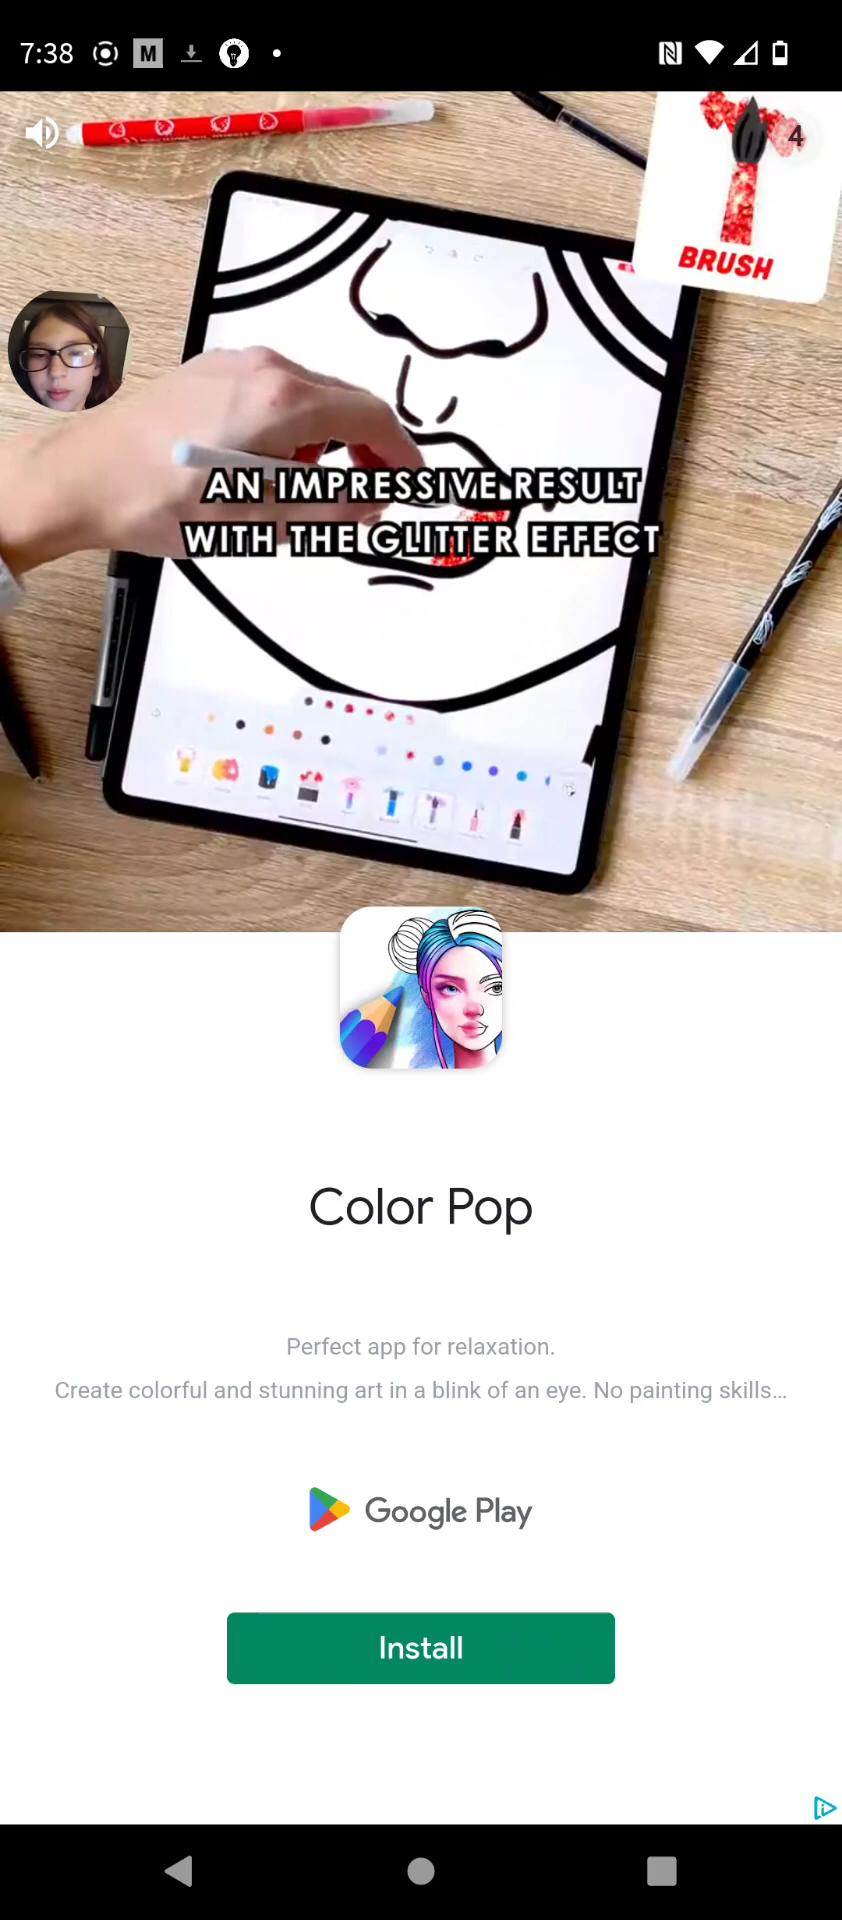 7:38
M
4
BRUSH
AN IMPRESSIVE RESULT
WITH THE GLITTER EFFECT
Color Pop
Perfect app for relaxation.
Create colorful and stunning art in a blink of an eye. No painting skills...
Google Play
Install